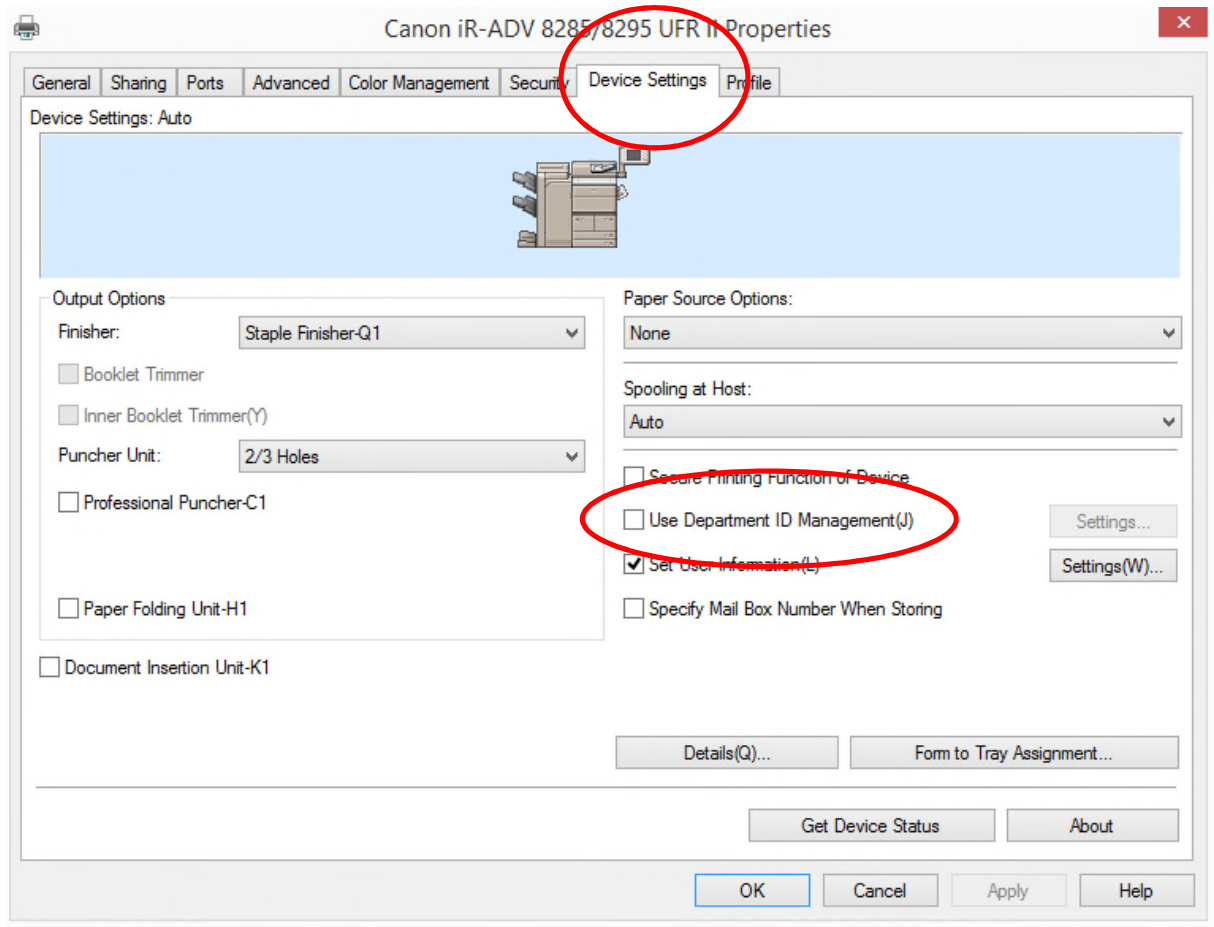 Canon iR-ADV 8285/8295 UFR II Properties
General Sharing Ports Advanced Color Management Security Device Settings Profile
Device Settings: Auto
Output Options
Finisher: Staple Finisher-Q1
Booklet Trimmer
Inner Booklet Trimmer(Y)
Puncher Unit: 2/3 Holes
Professional Puncher-C1
Paper Folding Unit-H1
Document Insertion Unit-K1
Paper Source Options:
None
Spooling at Host:
Auto
Secure Printing Function of Device
Use Department ID Management(J) Settings...
Set User Information(L) Settings(W)...
Specify Mail Box Number When Storing
Details(Q)... Form to Tray Assignment...
Get Device Status About
OK Cancel Apply Help